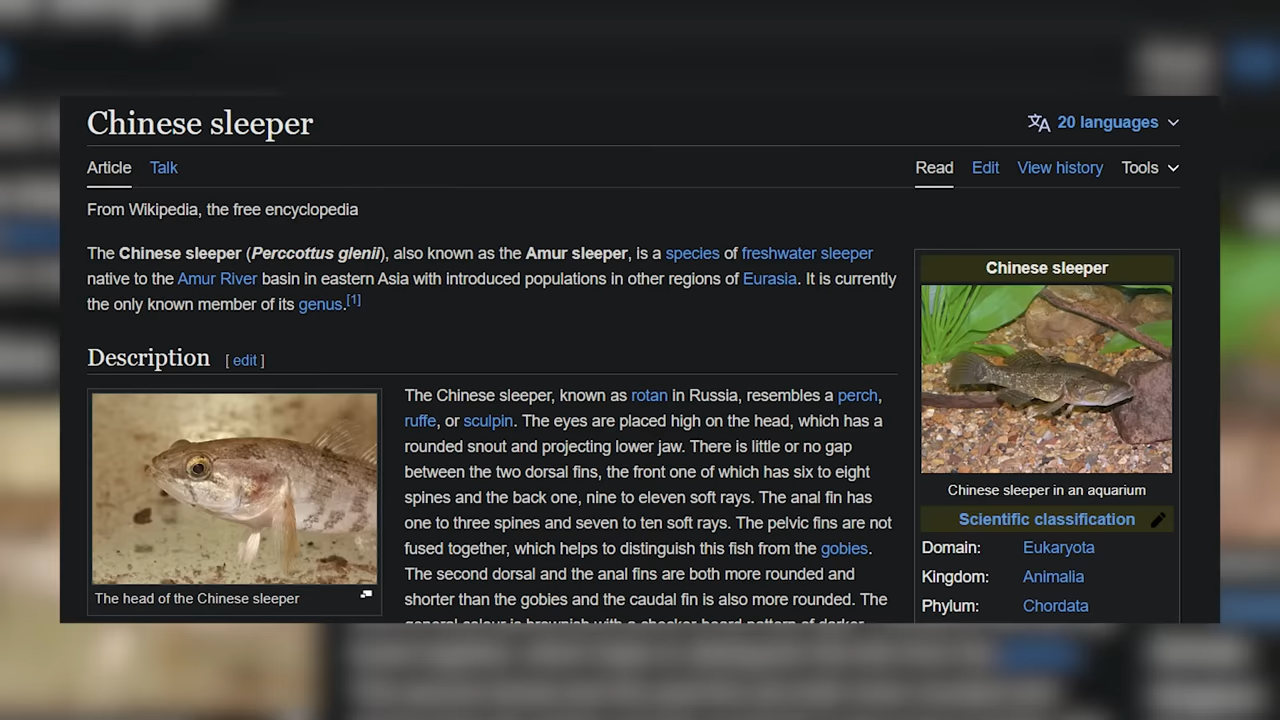 Chinese sleeper
20 languages
Article Talk
Read Edit View history Tools
From Wikipedia, the free encyclopedia
The Chinese sleeper (Perccottus glenii), also known as the Amur sleeper, is a species of freshwater sleeper
native to the Amur River basin in eastern Asia with introduced populations in other regions of Eurasia. It is currently
the only known member of its genus.[1]
Description [ edit ]
The head of the Chinese sleeper
The Chinese sleeper, known as rotan in Russia, resembles a perch,
ruffe, or sculpin. The eyes are placed high on the head, which has a
rounded snout and projecting lower jaw. There is little or no gap
between the two dorsal fins, the front one of which has six to eight
spines and the back one, nine to eleven soft rays. The anal fin has
one to three spines and seven to ten soft rays. The pelvic fins are not
fused together, which helps to distinguish this fish from the gobies.
The second dorsal and the anal fins are both more rounded and
shorter than the gobies and the caudal fin is also more rounded. The
general colour is brownish with a checker board pattern of darker
Chinese sleeper
Chinese sleeper in an aquarium
Scientific classification
Domain: Eukaryota
Kingdom: Animalia
Phylum: Chordata